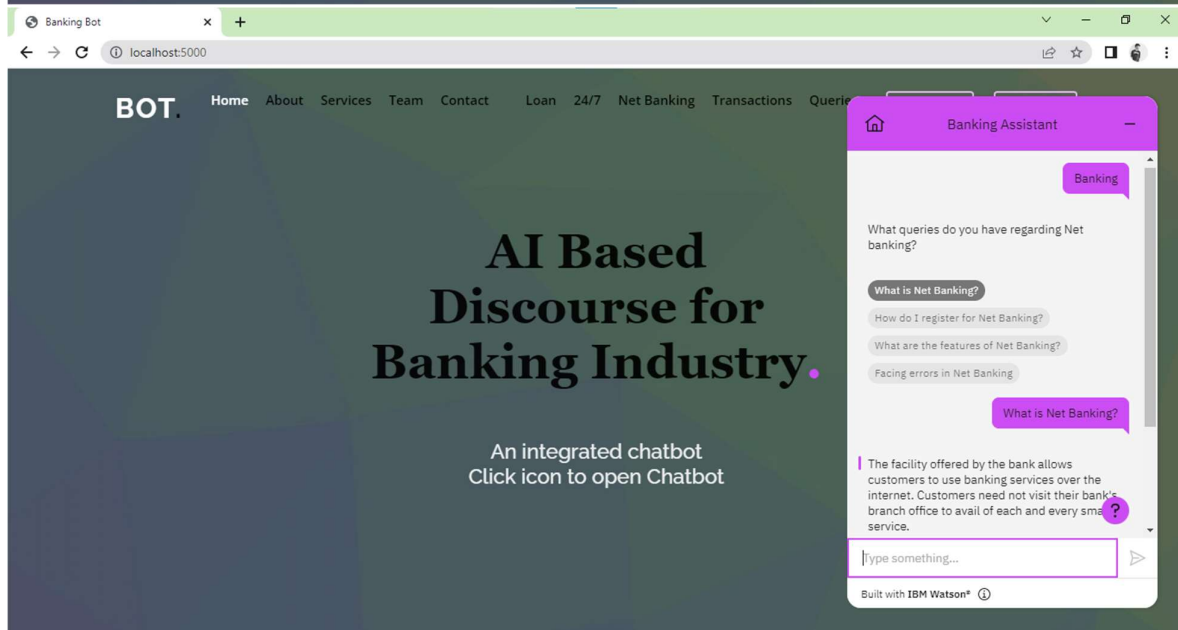 Banking Bot
localhost:5000
BOT.
Home About Services Team Contact Loan 24/7 Net Banking Transactions
AI Based
Discourse for
Banking Industry.
An integrated chatbot
Click icon to open Chatbot
Banking Assistant
Banking
What queries do you have regarding Net
banking?
What is Net Banking?
How do I register for Net Banking?
What are the features of Net Banking?
Facing errors in Net Banking
What is Net Banking?
The facility offered by the bank allows
customers to use banking services over the
internet. Customers need not visit their bank's
branch office to avail of each and every
service.
?
Type something...
Built with IBM Watson®